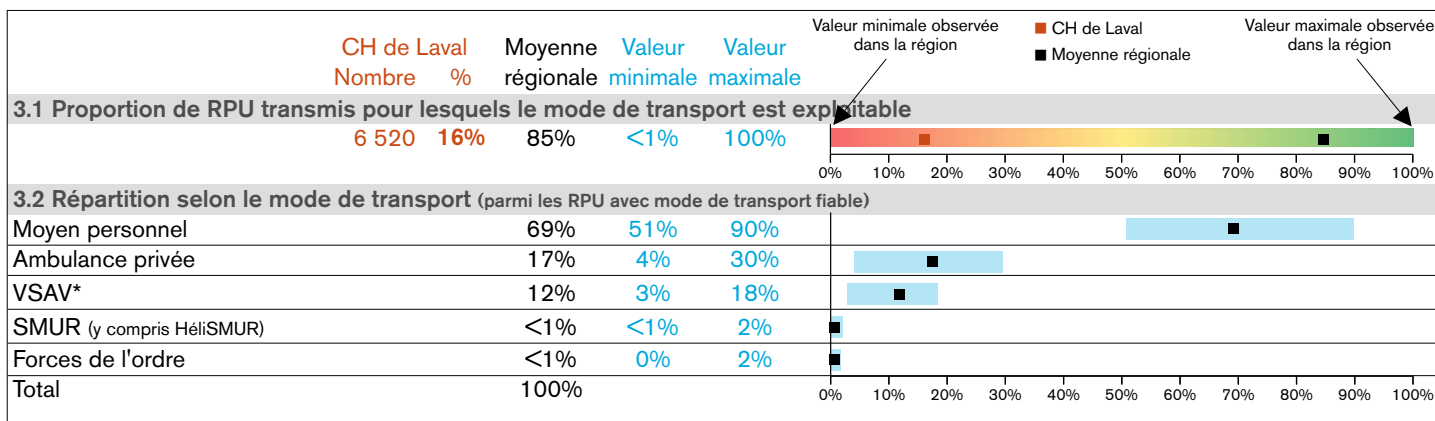 Valeur minimale observée
dans la région
CH de Laval
Moyenne régionale
Valeur maximale observée
dans la région
CH de Laval Moyenne Valeur Valeur
Nombre % régionale minimale maximale
3.1 Proportion de RPU transmis pour lesquels le mode de transport est exploitable
6 520 16% 85% <1% 100%
0% 10% 20% 30% 40% 50% 60% 70% 80% 90% 100%
3.2 Répartition selon le mode de transport (parmi les RPU avec mode de transport fiable)
Moyen personnel 69% 51% 90%
Ambulance privée 17% 4% 30%
VSAV* 12% 3% 18%
SMUR (y compris HéliSMUR) <1% <1% 2%
Forces de l'ordre <1% 0% 2%
Total 100%
0% 10% 20% 30% 40% 50% 60% 70% 80% 90% 100%